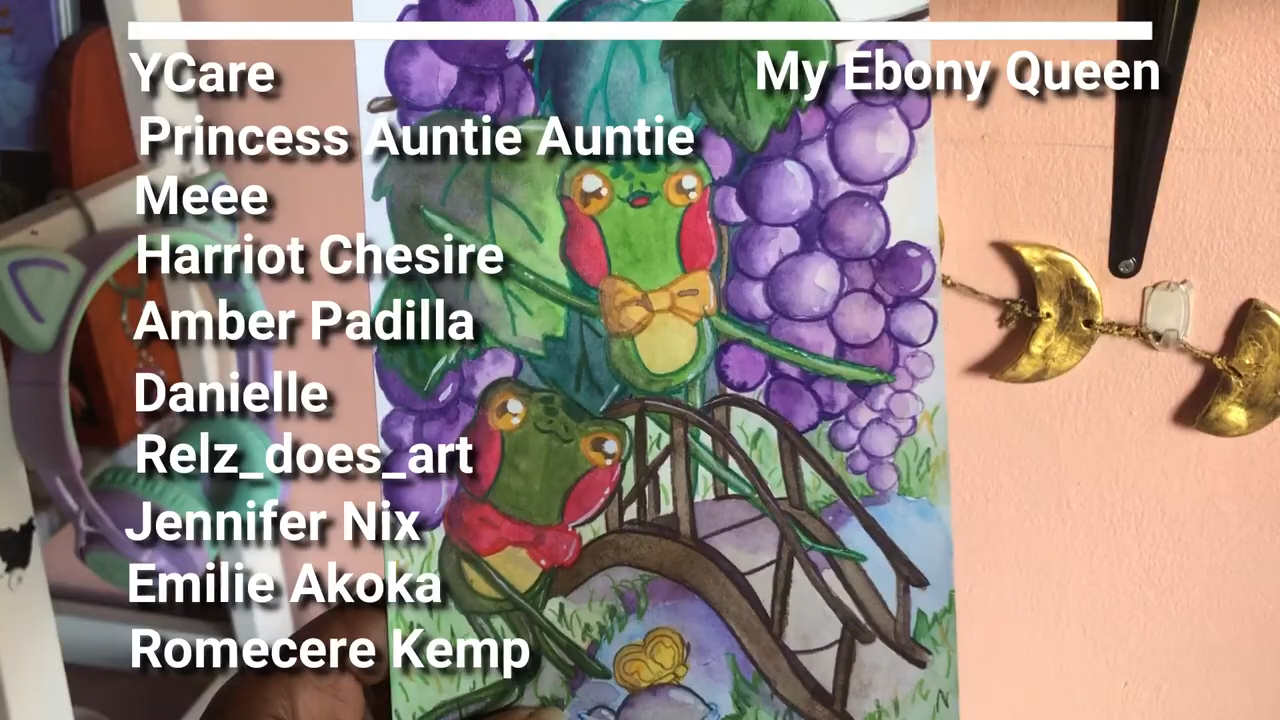 YCare
My Ebony Queen
Princess Auntie Auntie
Meee
Harriot Chesire
Amber Padilla
Danielle
Relz_does_art
Jennifer Nix
Emilie Akoka
Romecere Kemp